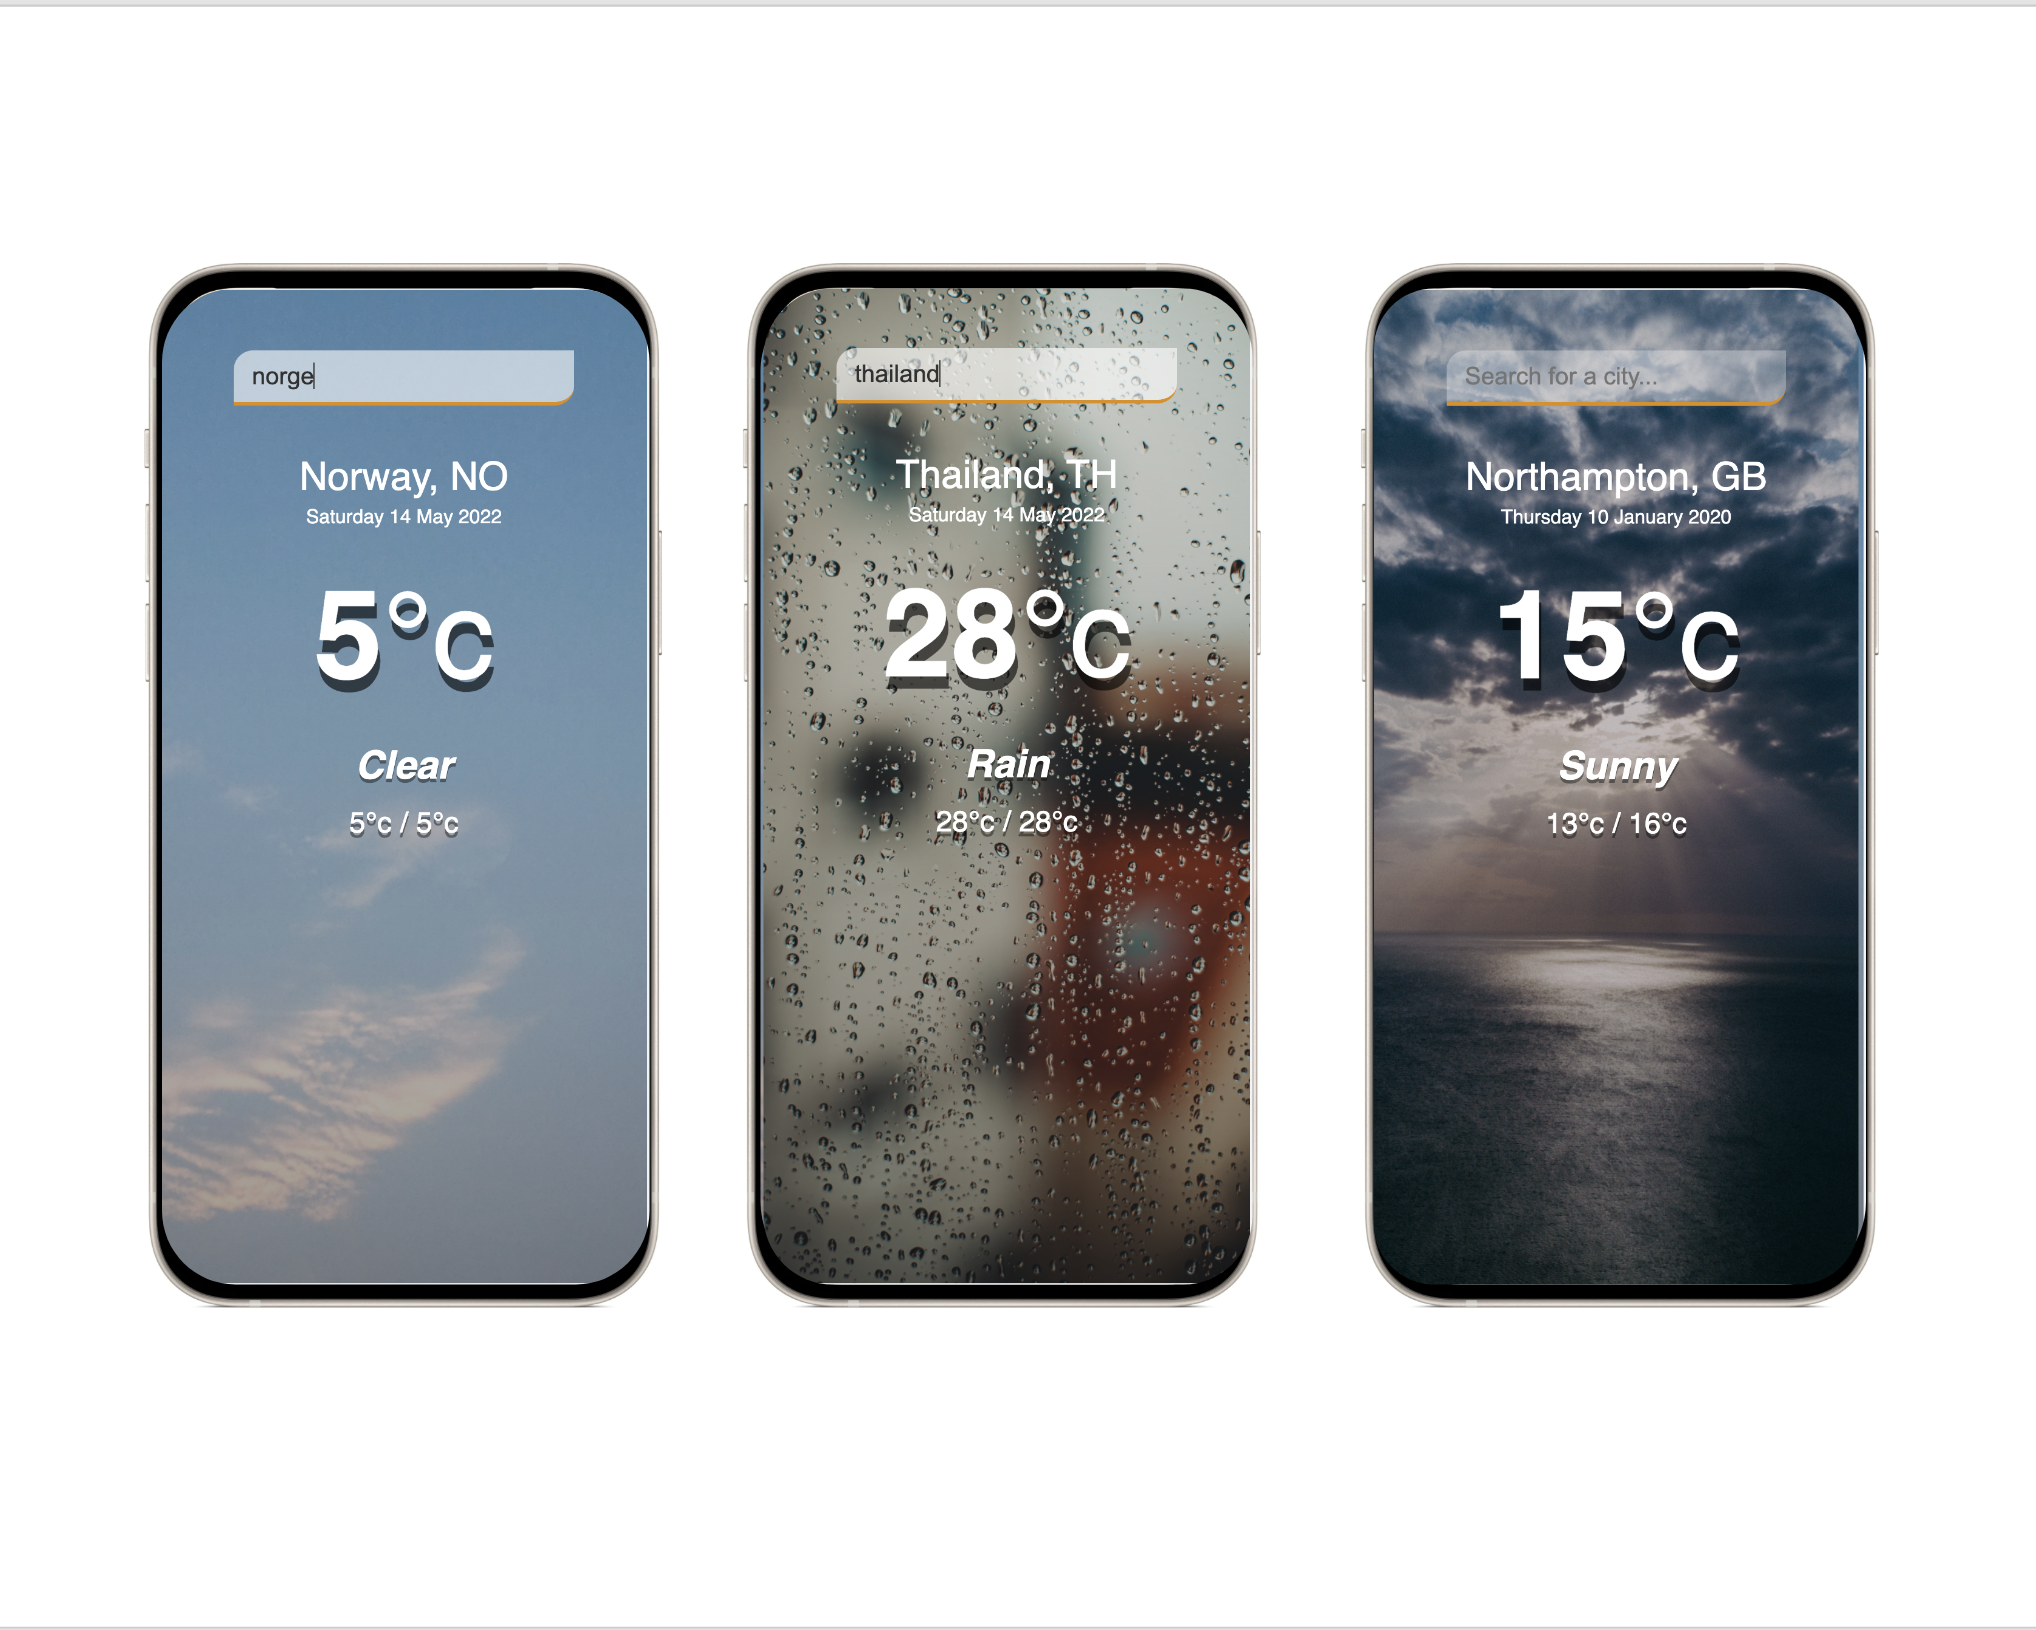 norge
Norway, NO
Saturday 14 May 2022
5°c
Clear
5°c / 5°c
thailand
Thailand, TH
Saturday 14 May 2022
28°c
Rain
28°c / 28°c
Search for a city...
Northampton, GB
Thursday 10 January 2020
15°c
Sunny
13°c / 16°c